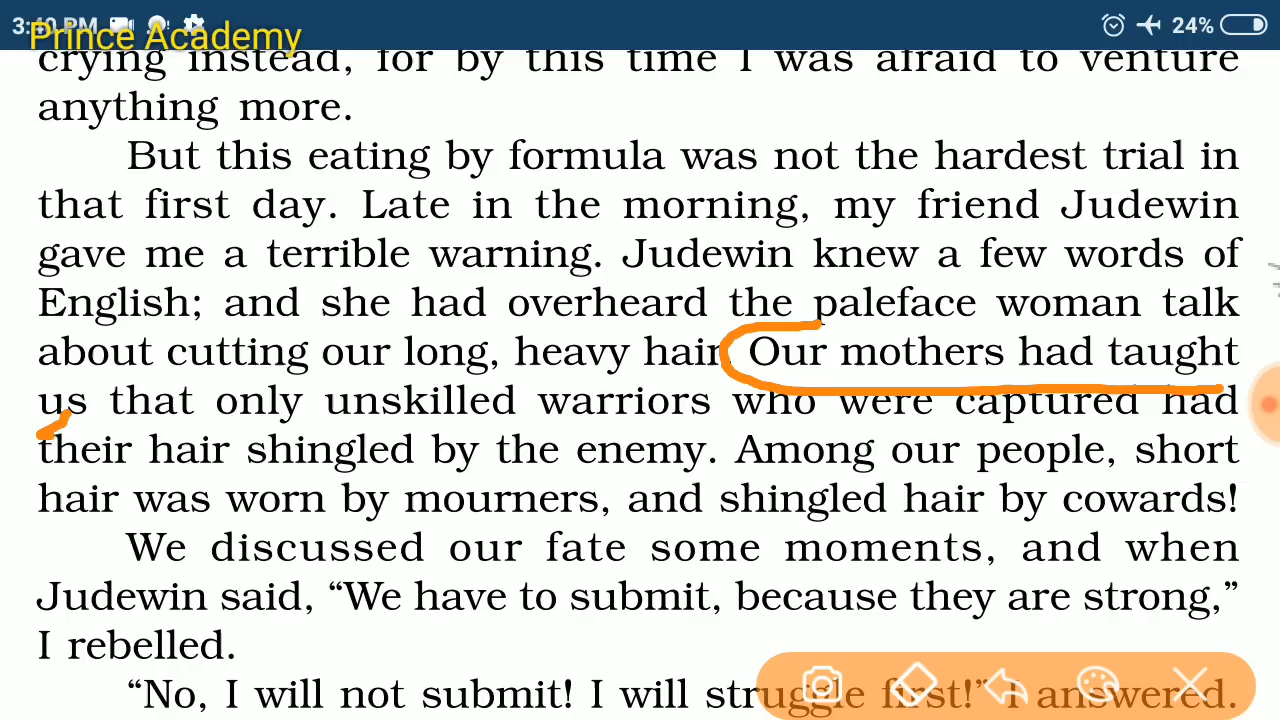 3:40 PM 24%
Prince Academy
crying instead, for by this time I was afraid to venture
anything more.
But this eating by formula was not the hardest trial in
that first day. Late in the morning, my friend Judewin
gave me a terrible warning. Judewin knew a few words of
English; and she had overheard the paleface woman talk
about cutting our long, heavy hair. Our mothers had taught
us that only unskilled warriors who were captured had
their hair shingled by the enemy. Among our people, short
hair was worn by mourners, and shingled hair by cowards!
We discussed our fate some moments, and when
Judewin said, “We have to submit, because they are strong,”
I rebelled.
“No, I will not submit! I will struggle first!” I answered.